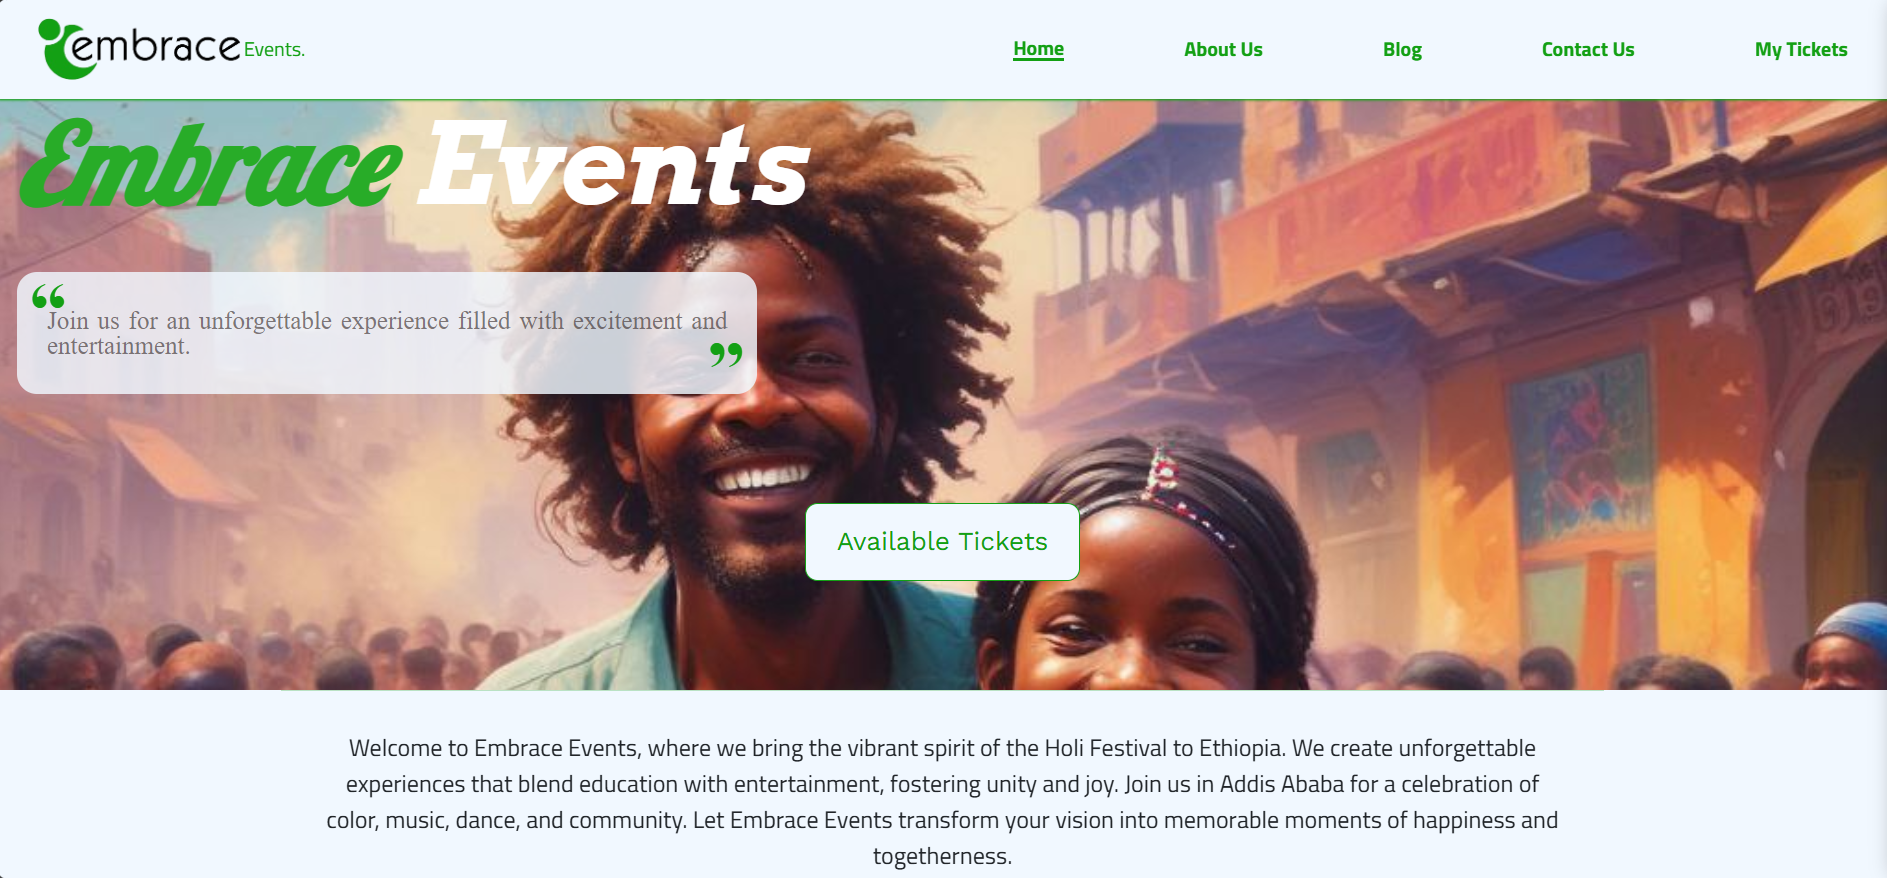 embrace Events.
Home About Us Blog Contact Us My Tickets
Embrace Events
“
Join us for an unforgettable experience filled with excitement and
entertainment.
”
Available Tickets
Welcome to Embrace Events, where we bring the vibrant spirit of the Holi Festival to Ethiopia. We create unforgettable
experiences that blend education with entertainment, fostering unity and joy. Join us in Addis Ababa for a celebration of
color, music, dance, and community. Let Embrace Events transform your vision into memorable moments of happiness and
togetherness.